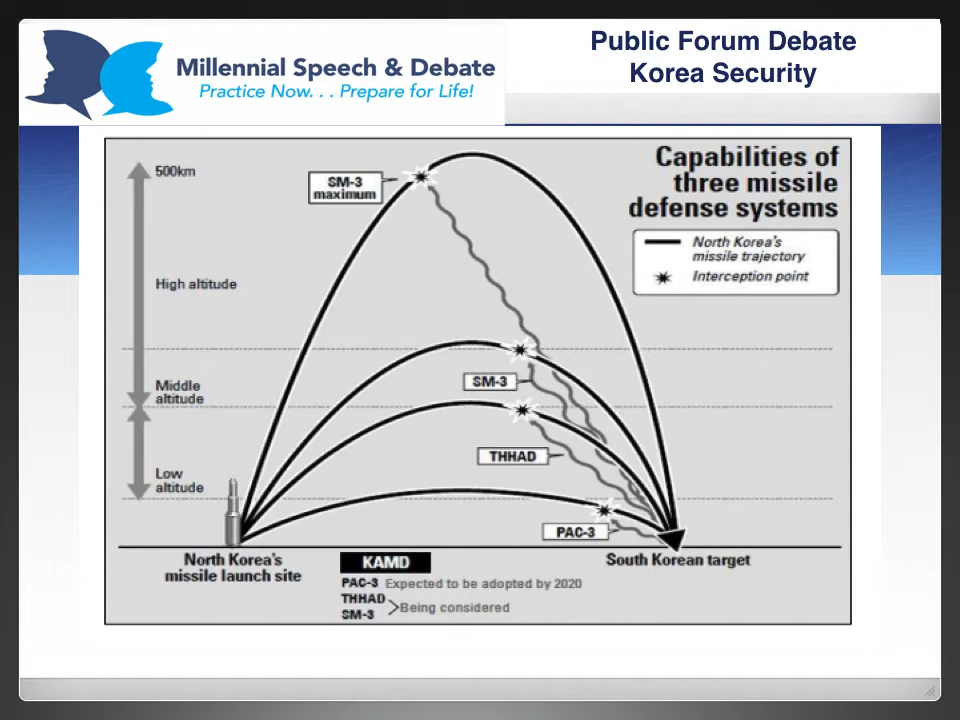 Millennial Speech & Debate
Practice Now. . . Prepare for Life!
Public Forum Debate
Korea Security
Capabilities of
three missile
defense systems
North Korea's
missile trajectory
Interception point
500km
SM-3
maximum
High altitude
Middle
altitude
SM-3
THHAD
Low
altitude
PAC-3
North Korea's
missile launch site
South Korean target
KAMD
PAC-3 Expected to be adopted by 2020
THHAD
SM-3
Being considered